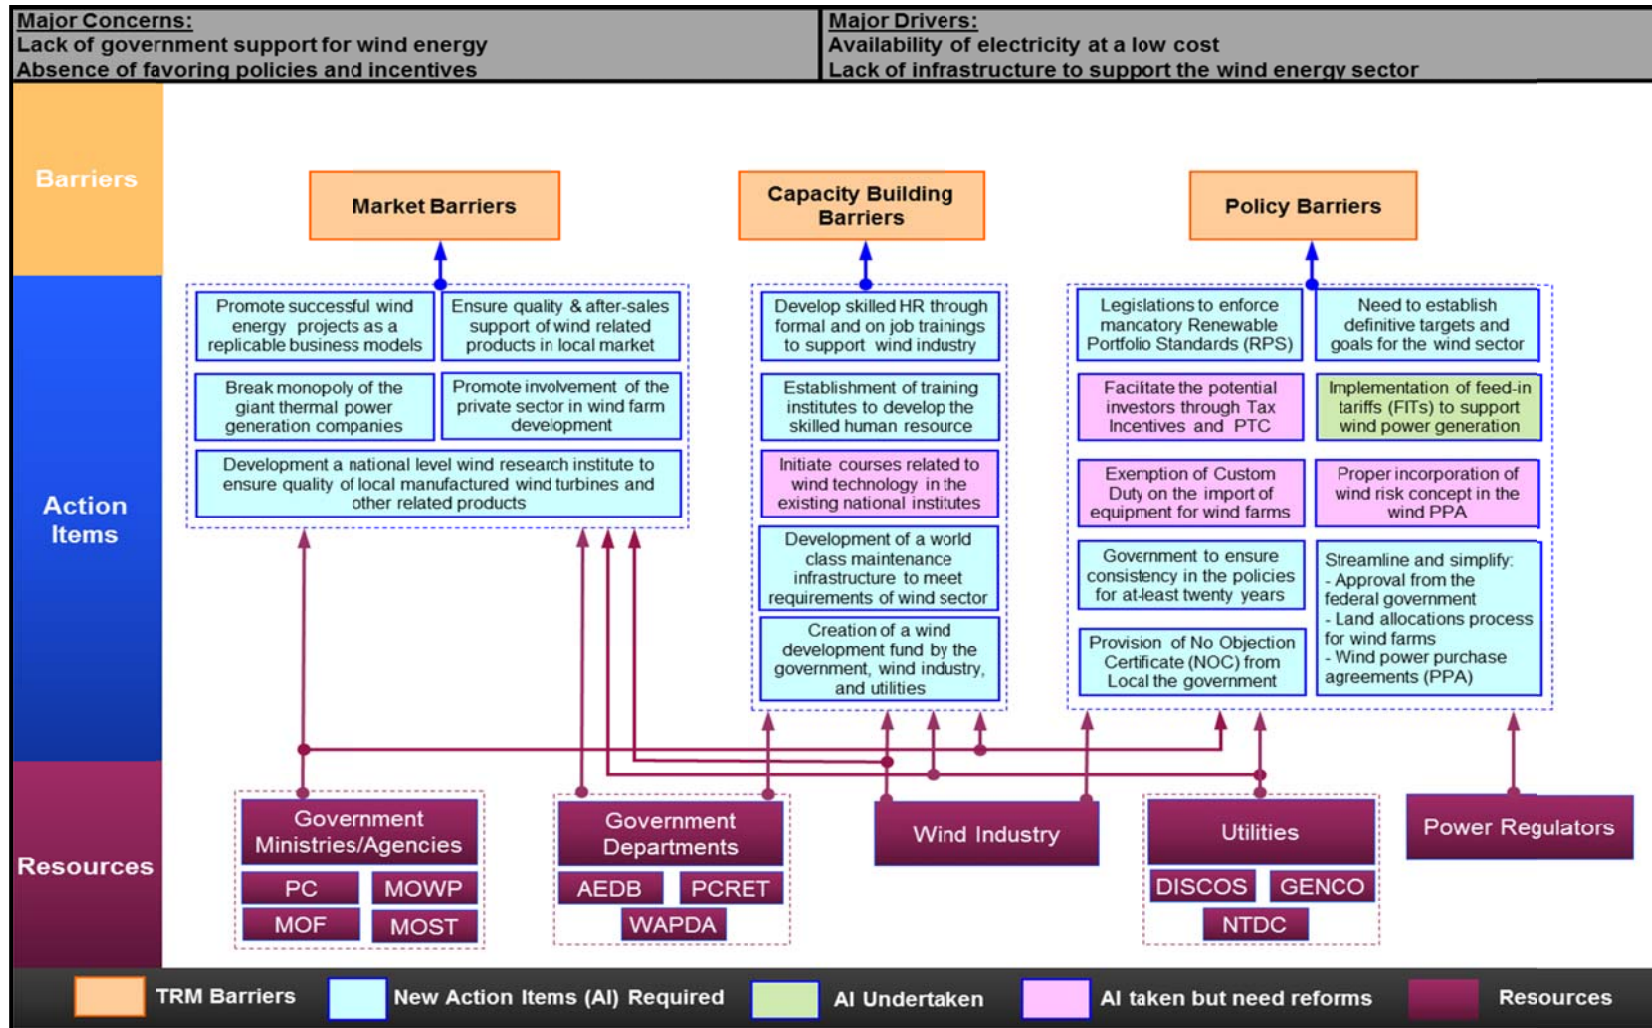 Major Concerns:
Lack of government support for wind energy
Absence of favoring policies and incentives
Major Drivers:
Availability of electricity at a low cost
Lack of infrastructure to support the wind energy sector
Barriers
Market Barriers
Capacity Building
Barriers
Policy Barriers
Action
Items
Promote successful wind
energy projects as a
replicable business models
Ensure quality & after-sales
support of wind related
products in local market
Break monopoly of the
giant thermal power
generation companies
Promote involvement of the
private sector in wind farm
development
Development a national level wind research institute to
ensure quality of local manufactured wind turbines and
other related products
Develop skilled HR through
formal and on job trainings
to support wind industry
Establishment of training
institutes to develop the
skilled human resource
Initiate courses related to
wind technology in the
existing national institutes
Development of a world
class maintenance
infrastructure to meet
requirements of wind sector
Creation of a wind
development fund by the
government, wind industry,
and utilities
Legislations to enforce
mandatory Renewable
Portfolio Standards (RPS)
Need to establish
definitive targets and
goals for the wind sector
Facilitate the potential
investors through Tax
Incentives and PTC
Implementation of feed-in
tariffs (FITs) to support
wind power generation
Exemption of Custom
Duty on the import of
equipment for wind farms
Proper incorporation of
wind risk concept in the
wind PPA
Government to ensure
consistency in the policies
for at-least twenty years
Streamline and simplify:
- Approval from the
federal government
- Land allocations process
for wind farms
- Wind power purchase
agreements (PPA)
Provision of No Objection
Certificate (NOC) from
Local the government
Resources
Government
Ministries/Agencies
PC
MOWP
MOF
MOST
Government
Departments
AEDB
PCRET
WAPDA
Wind Industry
Utilities
DISCOS
GENCO
NTDC
Power Regulators
TRM Barriers
New Action Items (AI) Required
AI Undertaken
AI taken but need reforms
Resources